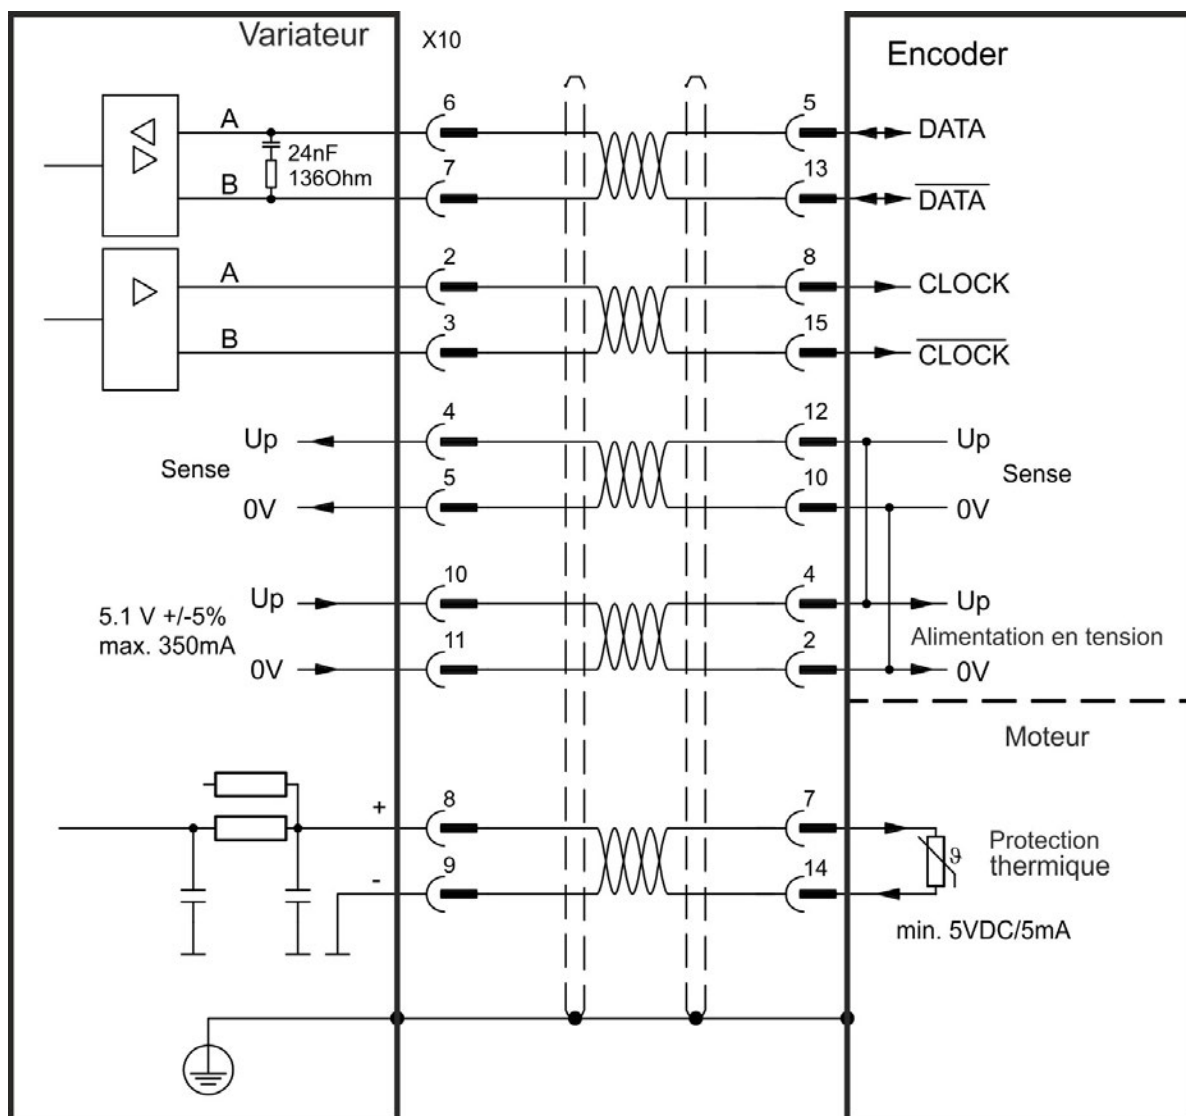 Variateur
X10
Encoder
A
6
5
DATA
24nF
136Ohm
B
7
13
DATA
A
2
8
CLOCK
B
3
15
CLOCK
Up
4
12
Up
Sense
Sense
0V
5
10
0V
Up
10
4
Up
5.1 V +/-5%
max. 350mA
Alimentation en tension
0V
11
2
0V
Moteur
+
8
7
Protection
thermique
ϑ
-
9
14
min. 5VDC/5mA